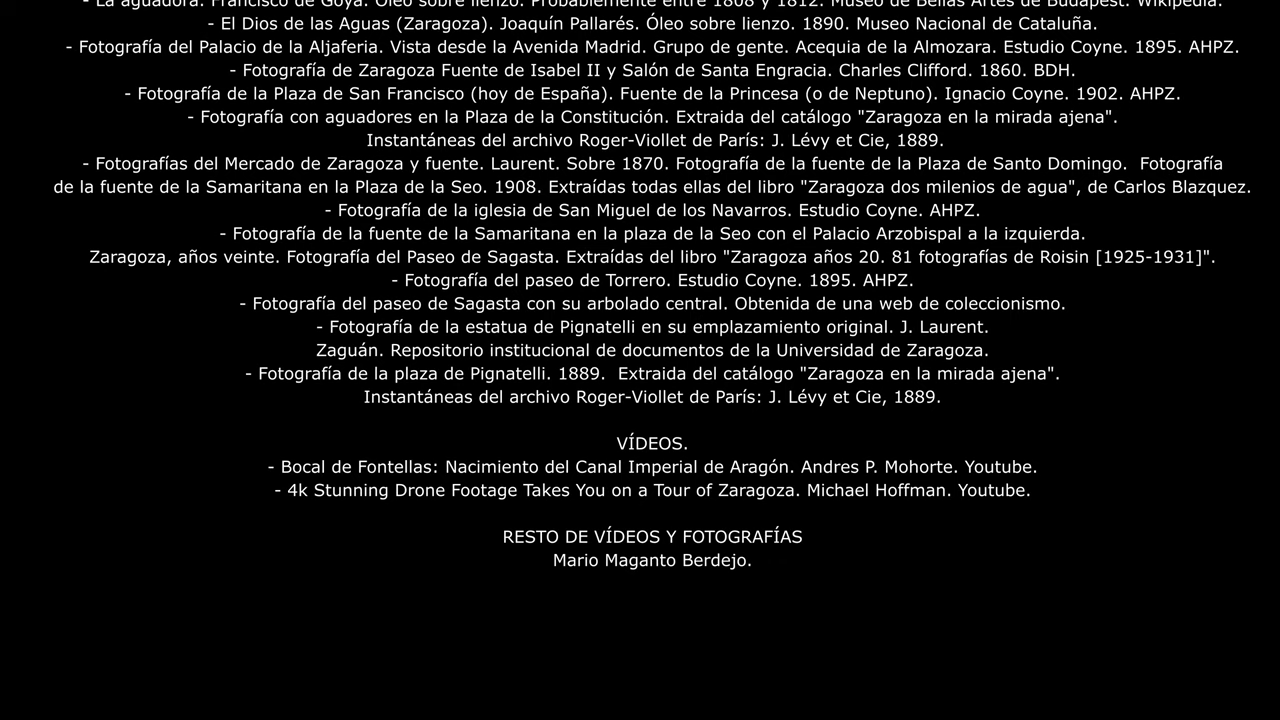 - La aguadora. Francisco de Goya. Óleo sobre lienzo. Probablemente entre 1808 y 1812. Museo de Bellas Artes de Budapest. Wikipedia.
- El Dios de las Aguas (Zaragoza). Joaquín Pallarés. Óleo sobre lienzo. 1890. Museo Nacional de Cataluña.
- Fotografía del Palacio de la Aljaferia. Vista desde la Avenida Madrid. Grupo de gente. Acequia de la Almozara. Estudio Coyne. 1895. AHPZ.
- Fotografía de Zaragoza Fuente de Isabel II y Salón de Santa Engracia. Charles Clifford. 1860. BDH.
- Fotografía de la Plaza de San Francisco (hoy de España). Fuente de la Princesa (o de Neptuno). Ignacio Coyne. 1902. AHPZ.
- Fotografía con aguadores en la Plaza de la Constitución. Extraida del catálogo "Zaragoza en la mirada ajena".
Instantáneas del archivo Roger-Viollet de París: J. Lévy et Cie, 1889.
- Fotografías del Mercado de Zaragoza y fuente. Laurent. Sobre 1870. Fotografía de la fuente de la Plaza de Santo Domingo.  Fotografía
de la fuente de la Samaritana en la Plaza de la Seo. 1908. Extraídas todas ellas del libro "Zaragoza dos milenios de agua", de Carlos Blazquez.
- Fotografía de la iglesia de San Miguel de los Navarros. Estudio Coyne. AHPZ.
- Fotografía de la fuente de la Samaritana en la plaza de la Seo con el Palacio Arzobispal a la izquierda.
Zaragoza, años veinte. Fotografía del Paseo de Sagasta. Extraídas del libro "Zaragoza años 20. 81 fotografías de Roisin [1925-1931]".
- Fotografía del paseo de Torrero. Estudio Coyne. 1895. AHPZ.
- Fotografía del paseo de Sagasta con su arbolado central. Obtenida de una web de coleccionismo.
- Fotografía de la estatua de Pignatelli en su emplazamiento original. J. Laurent.
Zaguán. Repositorio institucional de documentos de la Universidad de Zaragoza.
- Fotografía de la plaza de Pignatelli. 1889.  Extraida del catálogo "Zaragoza en la mirada ajena".
Instantáneas del archivo Roger-Viollet de París: J. Lévy et Cie, 1889.
VÍDEOS.
- Bocal de Fontellas: Nacimiento del Canal Imperial de Aragón. Andres P. Mohorte. Youtube.
- 4k Stunning Drone Footage Takes You on a Tour of Zaragoza. Michael Hoffman. Youtube.
RESTO DE VÍDEOS Y FOTOGRAFÍAS
Mario Maganto Berdejo.